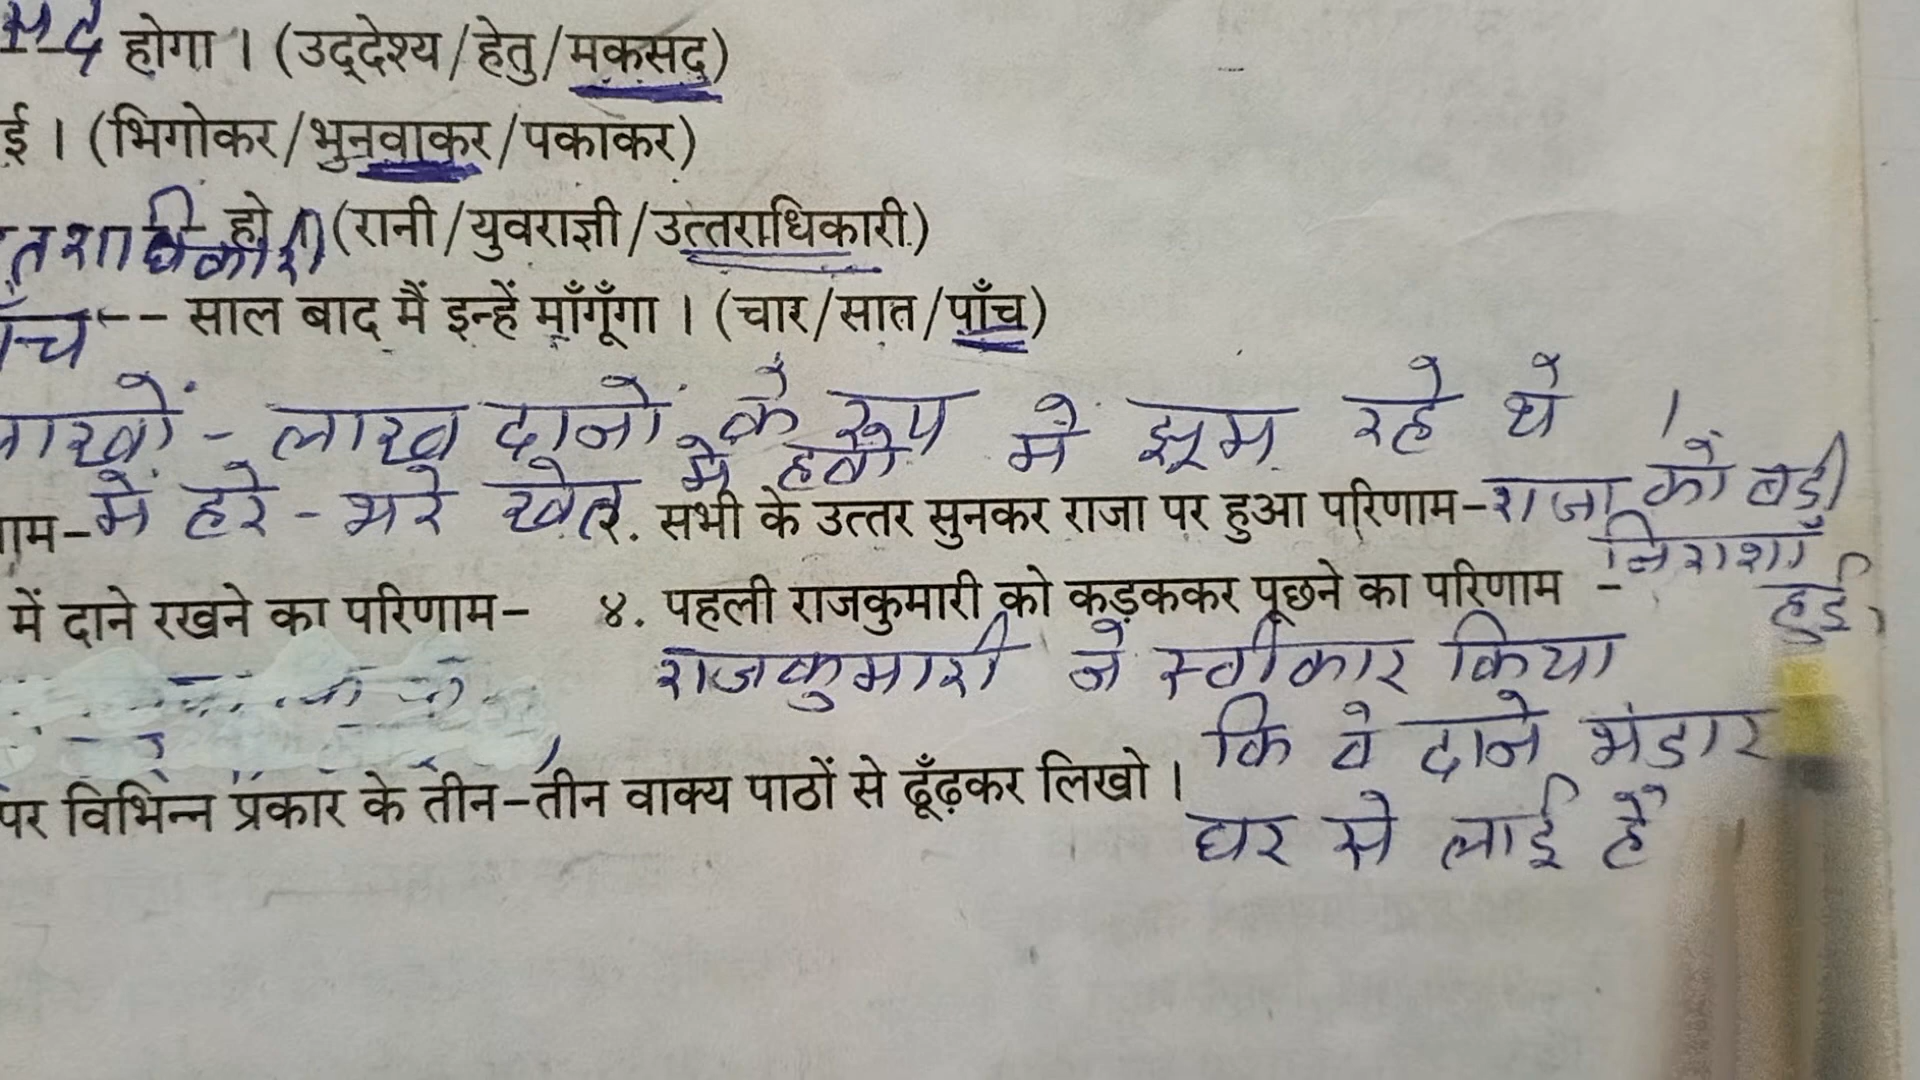 होगा । (उद्‌देश्य/हेतु/मकसद)
ई । (भिगोकर/भुनवाकर/पकाकर)
हो । (रानी/युवराज्ञी/उत्तराधिकारी)
साल बाद मैं इन्हें माँगूँगा । (चार/सात/पाँच)
लाख दानों के रूप में झूम रहे थे ।
में हरे - भरे खेत में हवा
२. सभी के उत्तर सुनकर राजा पर हुआ परिणाम- राजा को बड़ी
निराशा
हुई,
में दाने रखने का परिणाम- ४. पहली राजकुमारी को कड़ककर पूछने का परिणाम -
राजकुमारी ने स्वीकार किया
कि वे दाने भंडार
घर से लाई है
पर विभिन्न प्रकार के तीन-तीन वाक्य पाठों से ढूँढ़कर लिखो ।